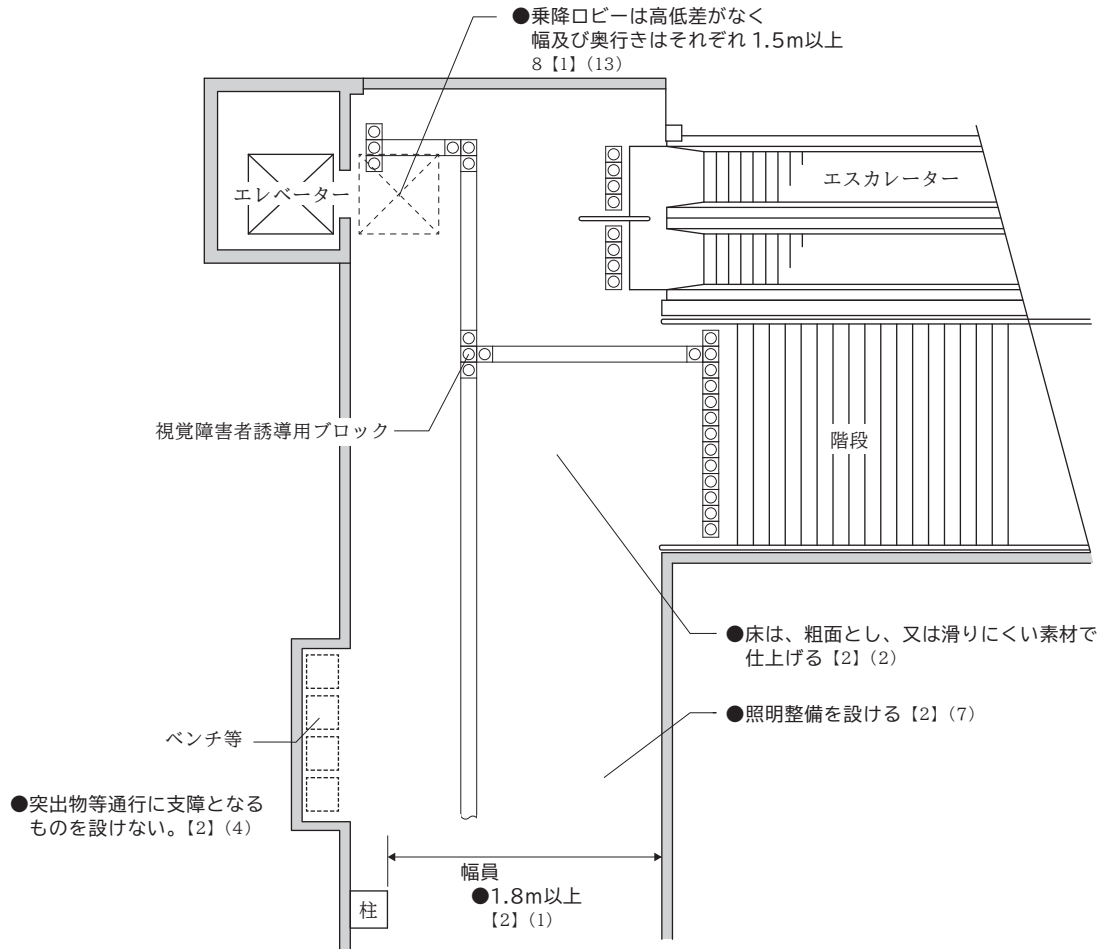 ●乗降ロビーは高低差がなく
幅及び奥行きはそれぞれ1.5m以上
8【1】(13)
エレベーター
エスカレーター
視覚障害者誘導用ブロック
階段
●床は、粗面とし、又は滑りにくい素材で
仕上げる【2】(2)
●照明整備を設ける【2】(7)
ベンチ等
●突出物等通行に支障となる
ものを設けない。【2】(4)
幅員
●1.8m以上
【2】(1)
柱